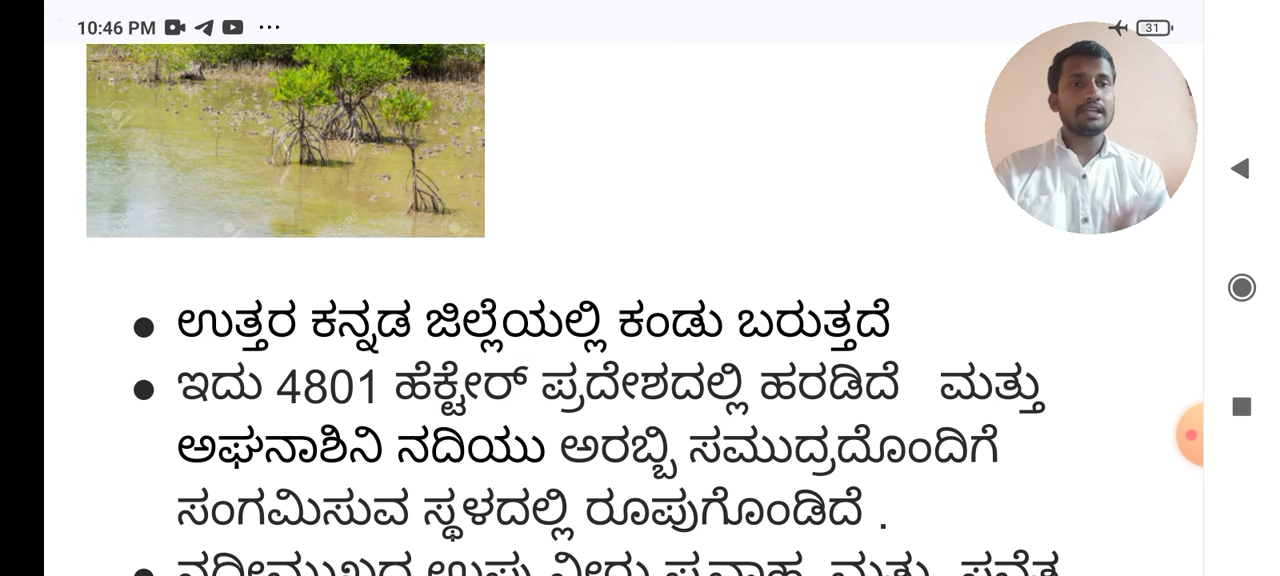 10:46 PM
31
ಉತ್ತರ ಕನ್ನಡ ಜಿಲ್ಲೆಯಲ್ಲಿ ಕಂಡು ಬರುತ್ತದೆ
ಇದು 4801 ಹೆಕ್ಟೇರ್ ಪ್ರದೇಶದಲ್ಲಿ ಹರಡಿದೆ ಮತ್ತು
ಅಘನಾಶಿನಿ ನದಿಯು ಅರಬ್ಬಿ ಸಮುದ್ರದೊಂದಿಗೆ
ಸಂಗಮಿಸುವ ಸ್ಥಳದಲ್ಲಿ ರೂಪುಗೊಂಡಿದೆ .